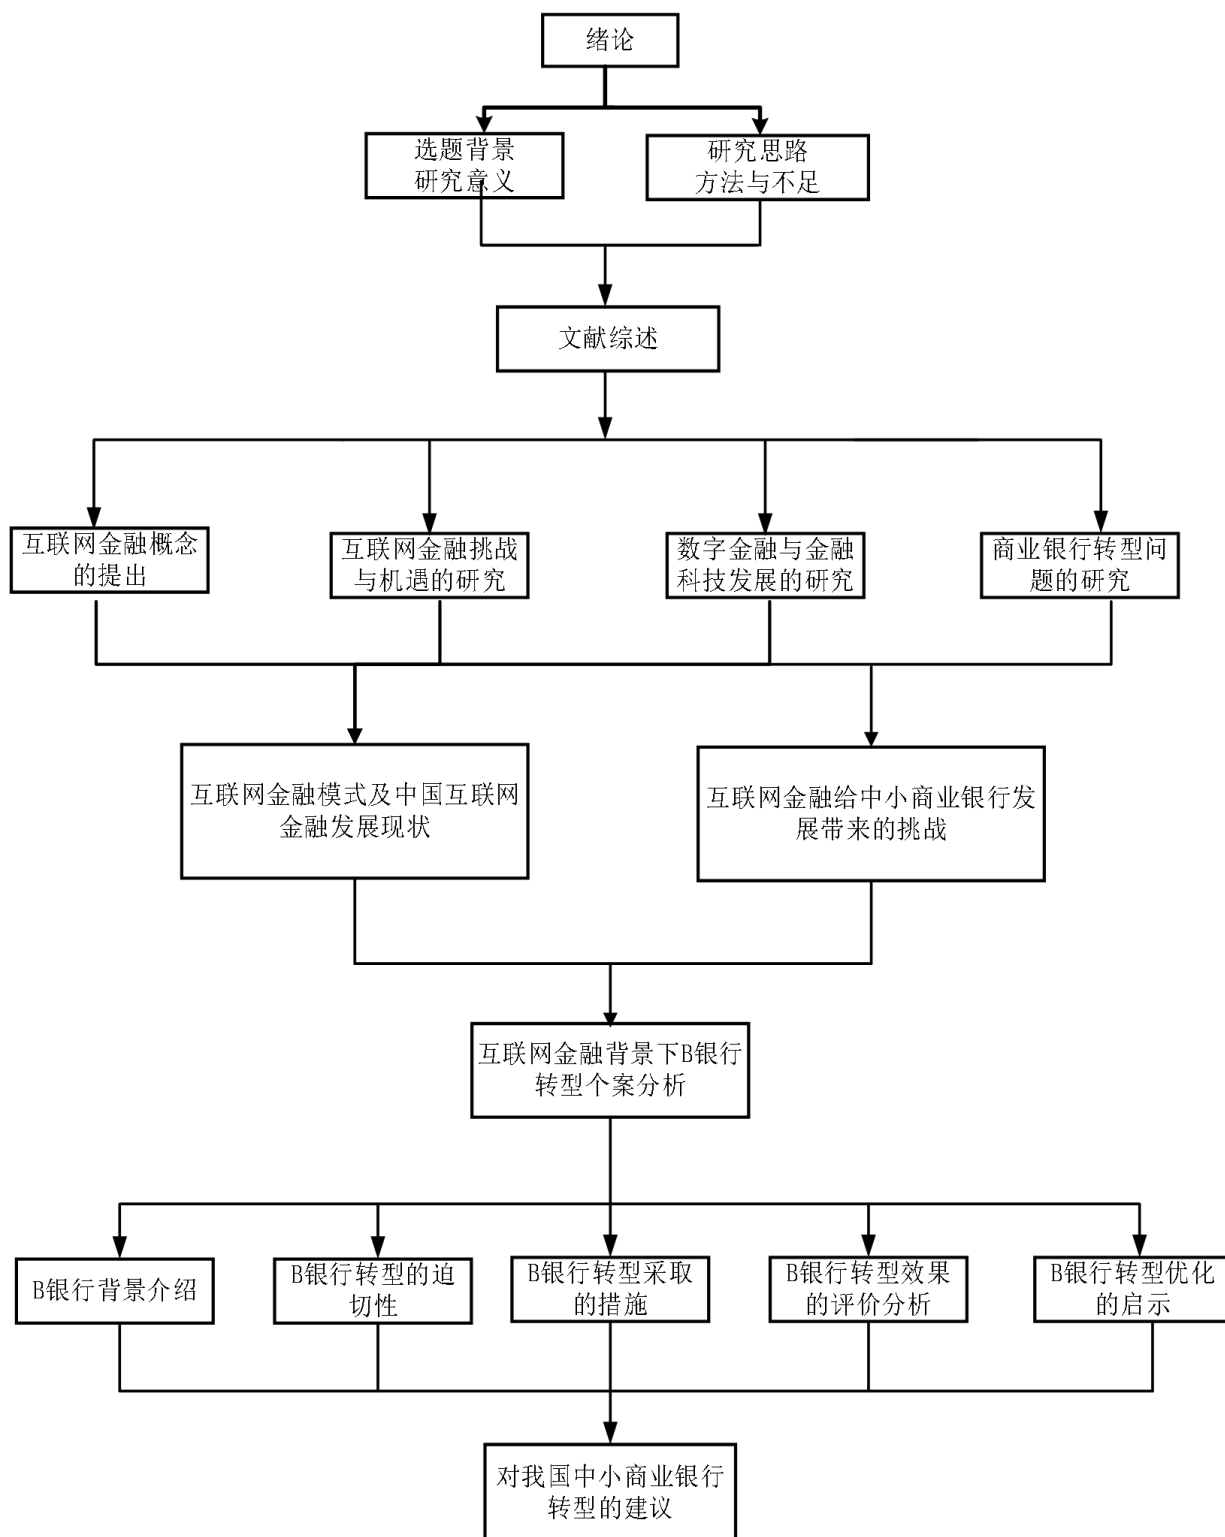 绪论
选题背景
研究意义
研究思路
方法与不足
文献综述
互联网金融概念
的提出
互联网金融挑战
与机遇的研究
数字金融与金融
科技发展的研究
商业银行转型问
题的研究
互联网金融模式及中国互联网
金融发展现状
互联网金融给中小商业银行发
展带来的挑战
互联网金融背景下B银行
转型个案分析
B银行背景介绍
B银行转型的迫
切性
B银行转型采取
的措施
B银行转型效果
的评价分析
B银行转型优化
的启示
对我国中小商业银行
转型的建议